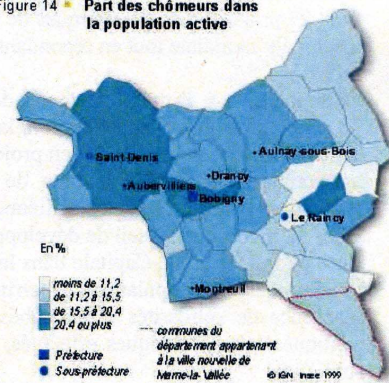 Figure 14 • Part des chômeurs dans
la population active
Saint-Denis
Aulnay-sous-Bois
Drancy
Aubervilliers
Bobigny
Le Raincy
Montreuil
En %
moins de 11,2
de 11,2 à 15,5
de 15,5 à 20,4
20,4 ou plus
Préfecture
Sous-préfecture
--- communes du
département appartenant
à la ville nouvelle de
Marne-la-Vallée
© IGN Insee 1999